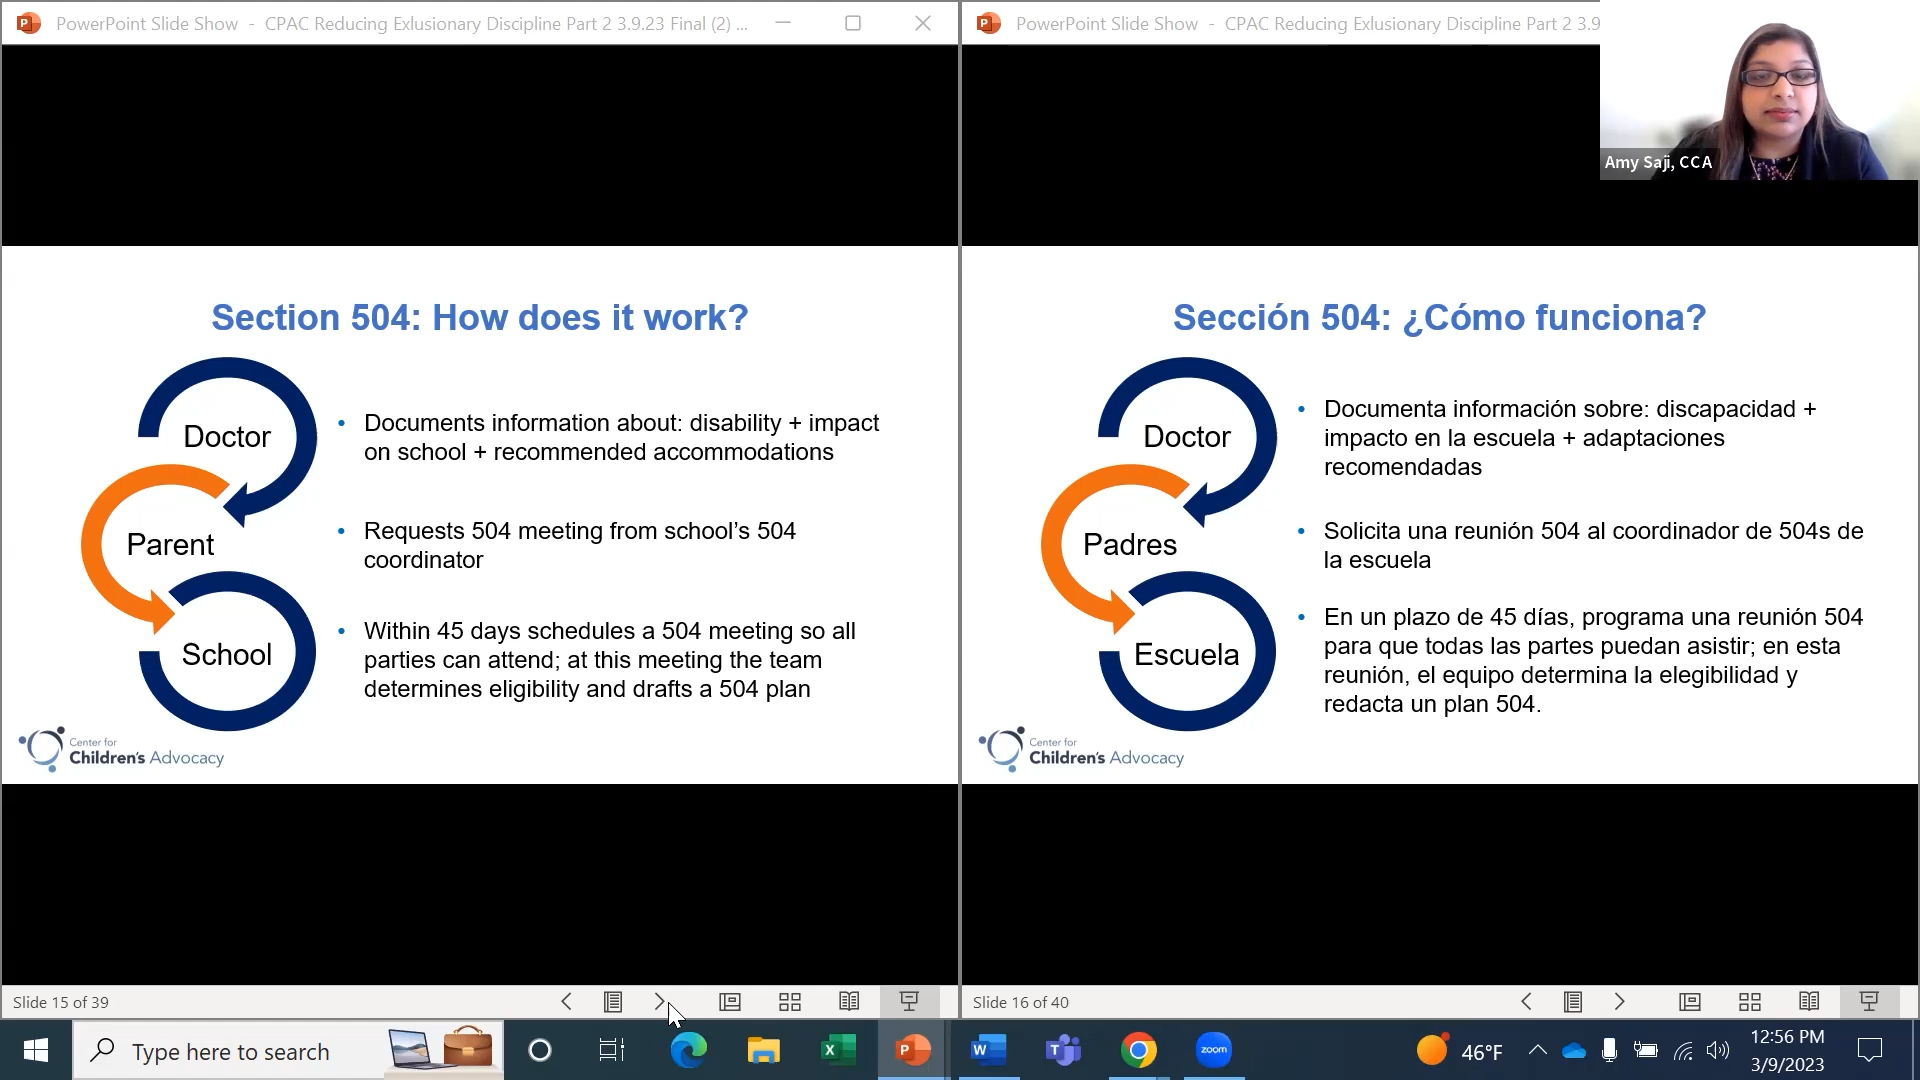 PowerPoint Slide Show - CPAC Reducing Exlusionary Discipline Part 2 3.9.23 Final (2) ...
PowerPoint Slide Show - CPAC Reducing Exlusionary Discipline Part 2 3.9
Amy Saji, CCA
Section 504: How does it work?
Doctor
• Documents information about: disability + impact
on school + recommended accommodations
Parent
• Requests 504 meeting from school's 504
coordinator
School
• Within 45 days schedules a 504 meeting so all
parties can attend; at this meeting the team
determines eligibility and drafts a 504 plan
Center for
Children's Advocacy
Sección 504: ¿Cómo funciona?
Doctor
• Documenta información sobre: discapacidad +
impacto en la escuela + adaptaciones
recomendadas
Padres
• Solicita una reunión 504 al coordinador de 504s de
la escuela
Escuela
• En un plazo de 45 días, programa una reunión 504
para que todas las partes puedan asistir; en esta
reunión, el equipo determina la elegibilidad y
redacta un plan 504.
Center for
Children's Advocacy
Slide 15 of 39
Slide 16 of 40
Type here to search
zoom
46°F
12:56 PM
3/9/2023